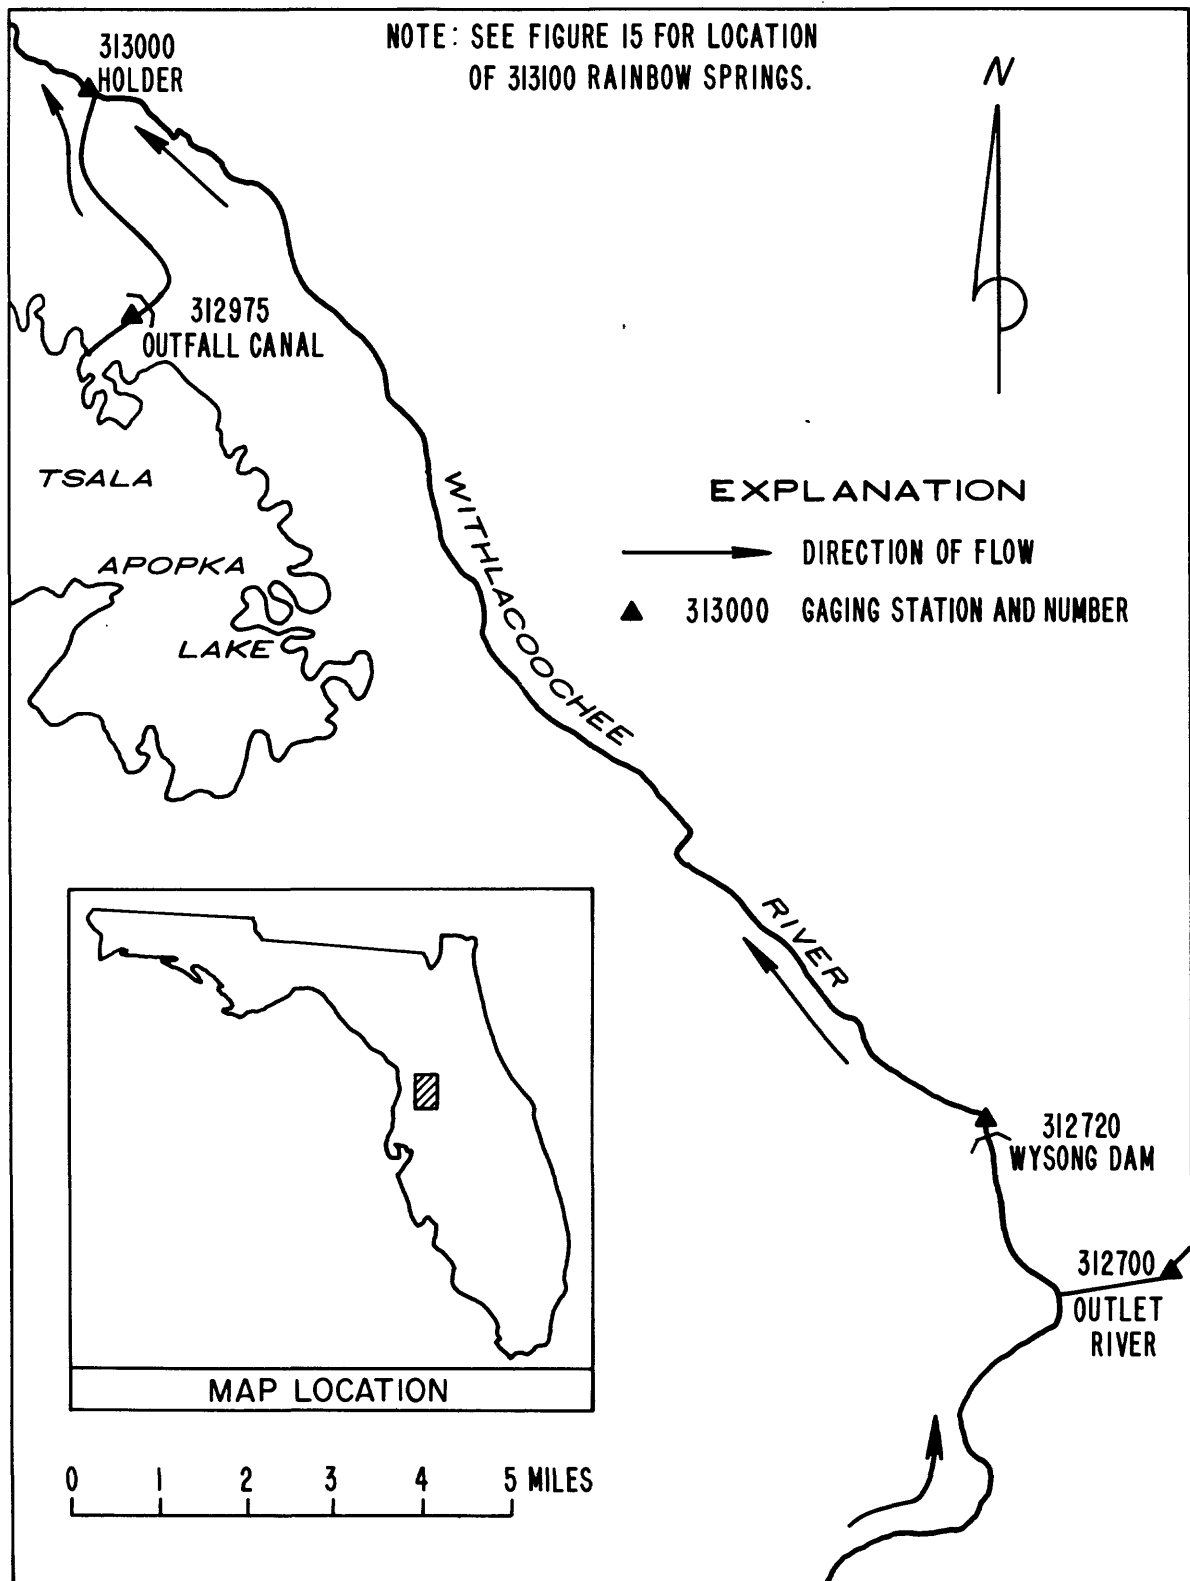 NOTE: SEE FIGURE 15 FOR LOCATION
OF 313100 RAINBOW SPRINGS.
313000
HOLDER
N
312975
OUTFALL CANAL
TSALA
APOPKA
LAKE
WITHLACOOCHEE
RIVER
EXPLANATION
DIRECTION OF FLOW
313000 GAGING STATION AND NUMBER
312720
WYSONG DAM
312700
OUTLET
RIVER
MAP LOCATION
0 1 2 3 4 5 MILES